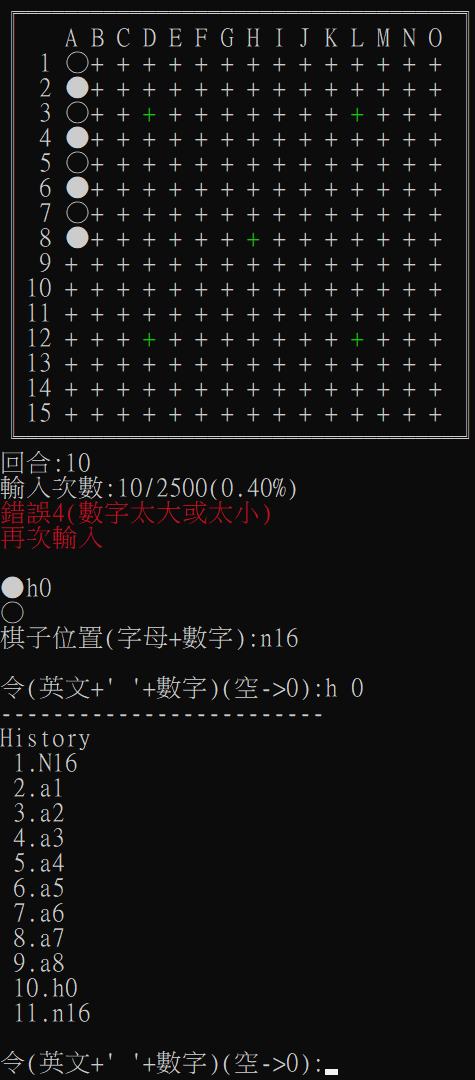 A B C D E F G H I J K L M N O
1 ○+ + + + + + + + + + + + + +
2 ●+ + + + + + + + + + + + + +
3 ○+ + + + + + + + + + + + + +
4 ●+ + + + + + + + + + + + + +
5 ○+ + + + + + + + + + + + + +
6 ●+ + + + + + + + + + + + + +
7 ○+ + + + + + + + + + + + + +
8 ●+ + + + + + + + + + + + + +
9 + + + + + + + + + + + + + + +
10 + + + + + + + + + + + + + + +
11 + + + + + + + + + + + + + + +
12 + + + + + + + + + + + + + + +
13 + + + + + + + + + + + + + + +
14 + + + + + + + + + + + + + + +
15 + + + + + + + + + + + + + + +
回合:10
輸入次數:10/2500(0.40%)
錯誤4(數字太大或太小)
再次輸入
●h0
○
棋子位置(字母+數字):n16
令(英文+' '+數字)(空->0):h 0
-------------------------
History
1.N16
2.a1
3.a2
4.a3
5.a4
6.a5
7.a6
8.a7
9.a8
10.h0
11.n16
令(英文+' '+數字)(空->0):